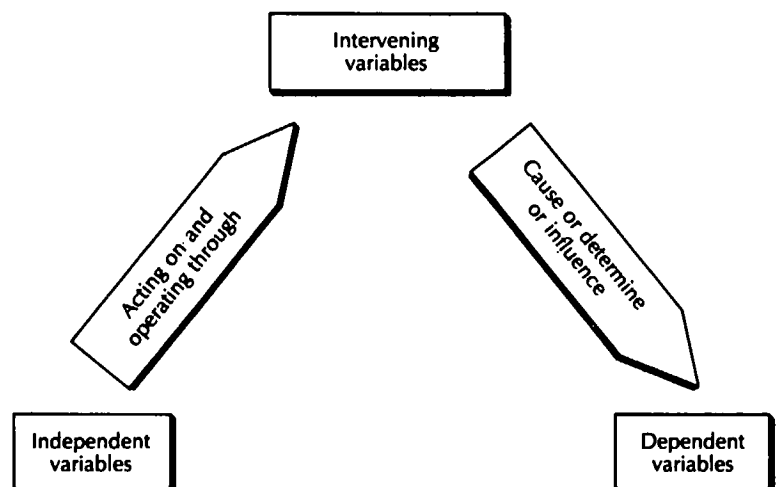 Intervening
variables
Acting on and
operating through
Cause or determine
or influence
Independent
variables
Dependent
variables